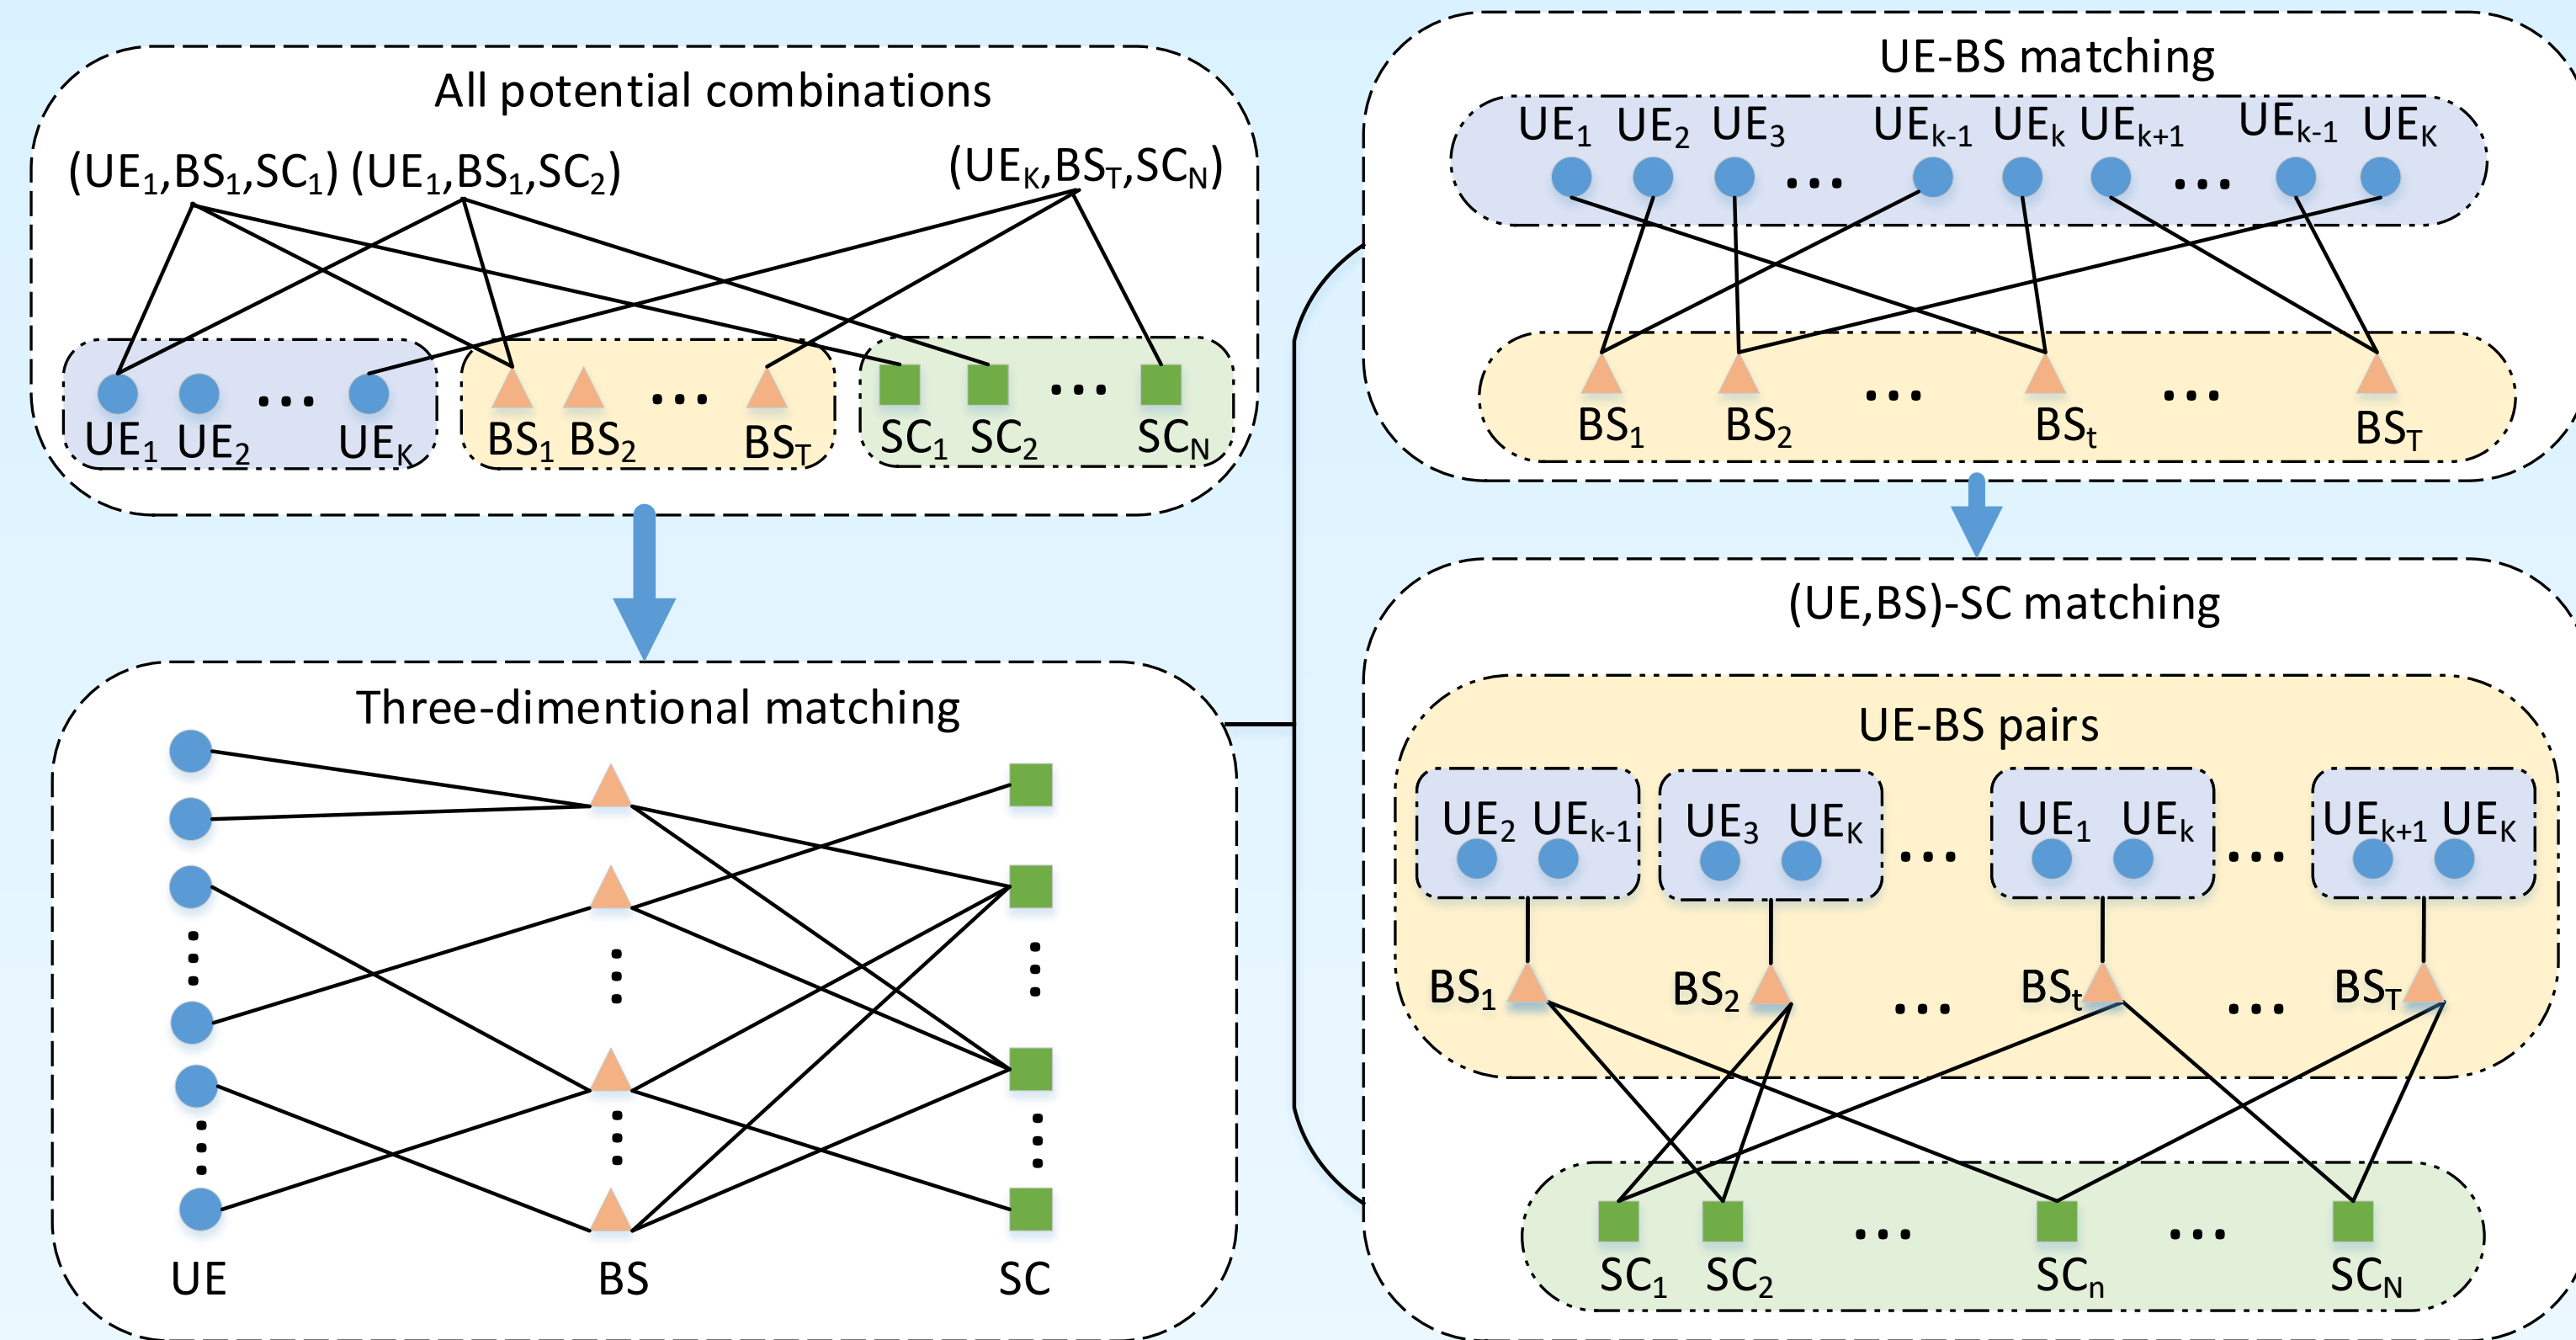 All potential combinations
(UE1,BS1,SC1) (UE1,BS1,SC2) (UEK,BST,SCN)
... ... ...
UE1 UE2 UEK BS1 BS2 BST SC1 SC2 SCN
Three-dimentional matching
UE BS SC
UE-BS matching
UE1 UE2 UE3 UEk-1 UEk UEk+1 UEk-1 UEK
... ...
... ...
BS1 BS2 BSt BST
(UE,BS)-SC matching
UE-BS pairs
UE2 UEk-1 UE3 UEK UE1 UEk UEk+1 UEK
... ...
BS1 BS2 ... BSt ... BST
... ...
SC1 SC2 SCn SCN